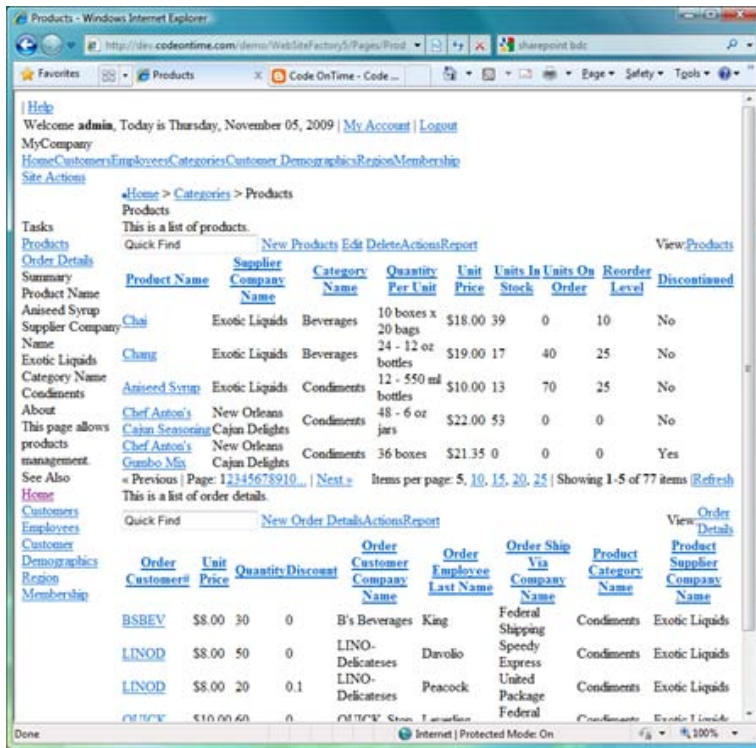 Products - Windows Internet Explorer
http://dev.codeontime.com/demo/WebSiteFactory5/Pages/Prod
sharepoint bdc
Favorites Products Code OnTime - Code ... Page Safety Tools
| Help
Welcome admin, Today is Thursday, November 05, 2009 | My Account | Logout
MyCompany
HomeCustomersEmployeesCategoriesCustomer DemographicsRegionMembership
Site Actions
Home > Categories > Products
Products
This is a list of products.
Tasks
Products
Order Details
Summary
Product Name
Aniseed Syrup
Supplier Company
Name
Exotic Liquids
Category Name
Condiments
About
This page allows
products
management.
See Also
Home
Customers
Employees
Customer
Demographics
Region
Membership
Quick Find New Products Edit DeleteActionsReport View:Products
Product Name Supplier Company Name Category Name Quantity Per Unit Unit Price Units In Stock Units On Order Reorder Level Discontinued
Chai Exotic Liquids Beverages 10 boxes x 20 bags $18.00 39 0 10 No
Chang Exotic Liquids Beverages 24 - 12 oz bottles $19.00 17 40 25 No
Aniseed Syrup Exotic Liquids Condiments 12 - 550 ml bottles $10.00 13 70 25 No
Chef Anton's Cajun Seasoning New Orleans Cajun Delights Condiments 48 - 6 oz jars $22.00 53 0 0 No
Chef Anton's Gumbo Mix New Orleans Cajun Delights Condiments 36 boxes $21.35 0 0 0 Yes
« Previous | Page: 12345678910... | Next » Items per page: 5, 10, 15, 20, 25 | Showing 1-5 of 77 items |Refresh
This is a list of order details.
Quick Find New Order DetailsActionsReport View:Order Details
Order Customer# Unit Price Quantity Discount Order Customer Company Name Order Employee Last Name Order Ship Via Company Name Product Category Name Product Supplier Company Name
BSBEV $8.00 30 0 B's Beverages King Federal Shipping Condiments Exotic Liquids
LINOD $8.00 50 0 LINO-Delicateses Davolio Speedy Express Condiments Exotic Liquids
LINOD $8.00 20 0.1 LINO-Delicateses Peacock United Package Condiments Exotic Liquids
QUICK $10.00 60 0 QUICK-Stop Leverling Federal Condiments Exotic Liquids
Done Internet | Protected Mode: On 100%